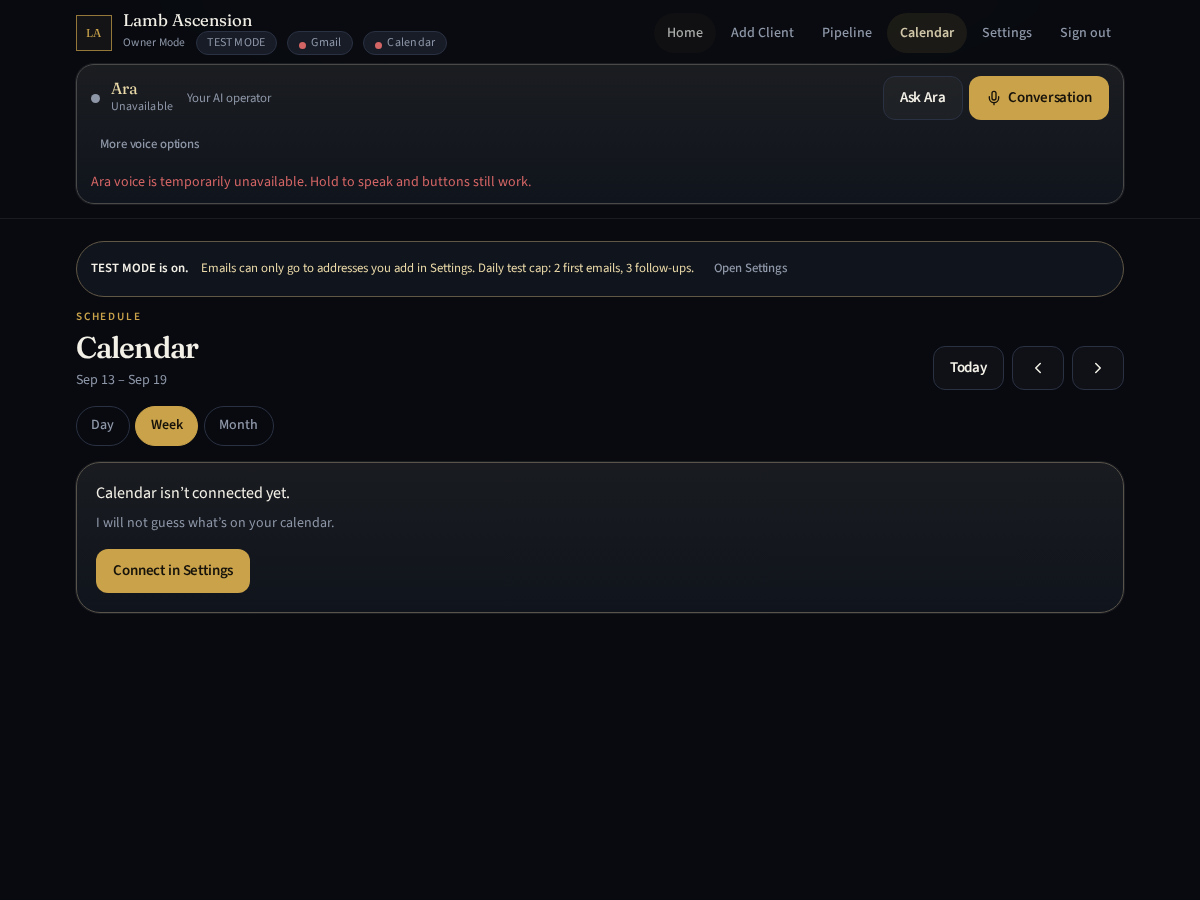 LA
Lamb Ascension
Owner Mode TEST MODE Gmail Calendar
Home Add Client Pipeline Calendar Settings Sign out
Ara
Unavailable
Your AI operator
Ask Ara
Conversation
More voice options
Ara voice is temporarily unavailable. Hold to speak and buttons still work.
TEST MODE is on. Emails can only go to addresses you add in Settings. Daily test cap: 2 first emails, 3 follow-ups. Open Settings
SCHEDULE
Calendar
Sep 13 – Sep 19
Today
Day Week Month
Calendar isn’t connected yet.
I will not guess what’s on your calendar.
Connect in Settings